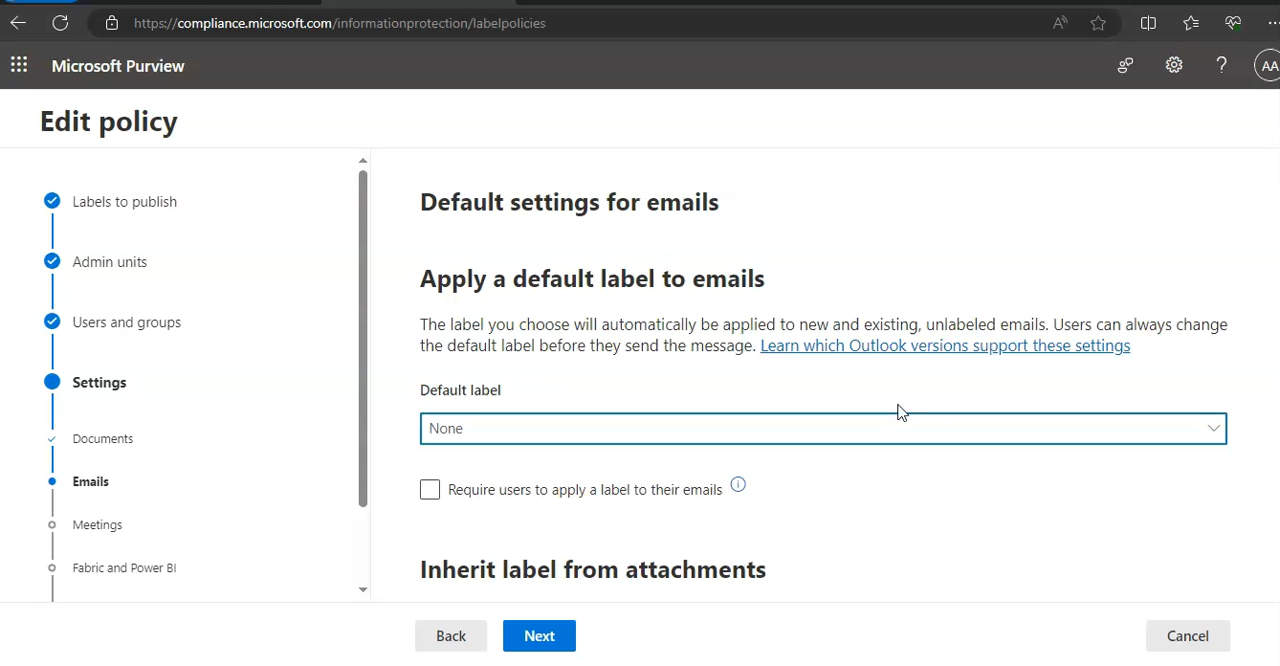 https://compliance.microsoft.com/informationprotection/labelpolicies
Microsoft Purview
AA
Edit policy
Labels to publish
Admin units
Users and groups
Settings
Documents
Emails
Meetings
Fabric and Power BI
Default settings for emails
Apply a default label to emails
The label you choose will automatically be applied to new and existing, unlabeled emails. Users can always change
the default label before they send the message. Learn which Outlook versions support these settings
Default label
None
Require users to apply a label to their emails
Inherit label from attachments
Back
Next
Cancel